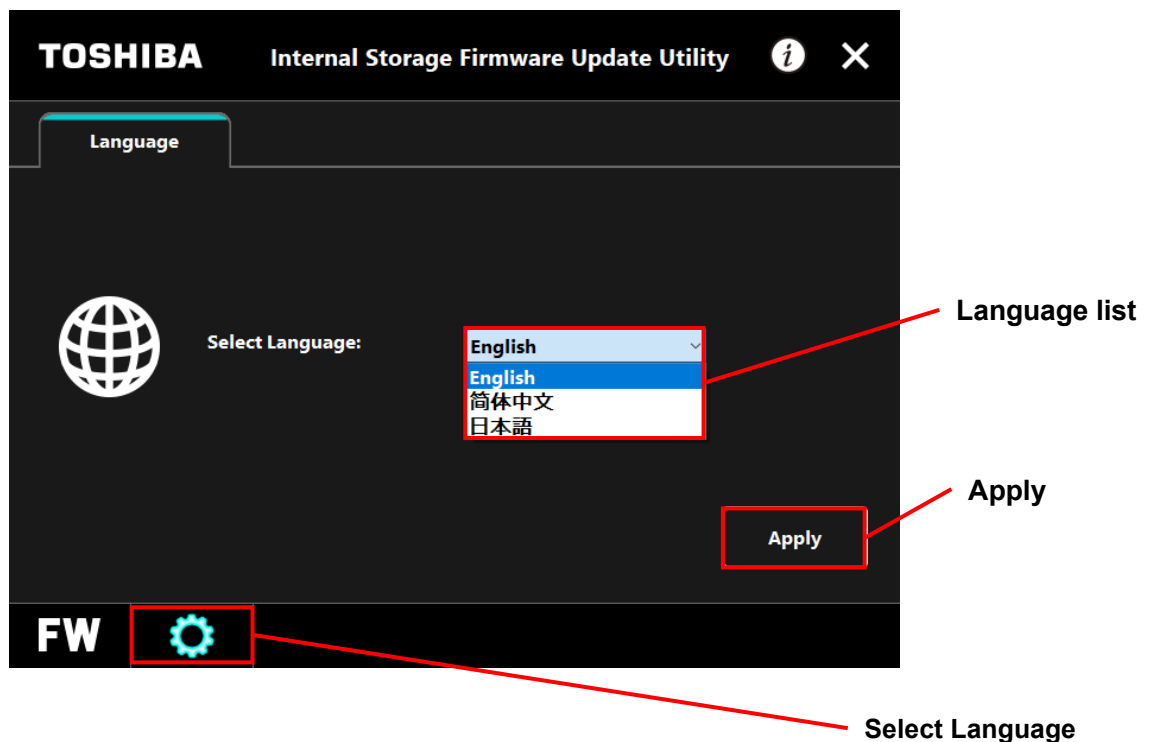 TOSHIBA Internal Storage Firmware Update Utility i
Language
Language list
Select Language: English
English
简体中文
日本語
Apply
Apply
FW
Select Language